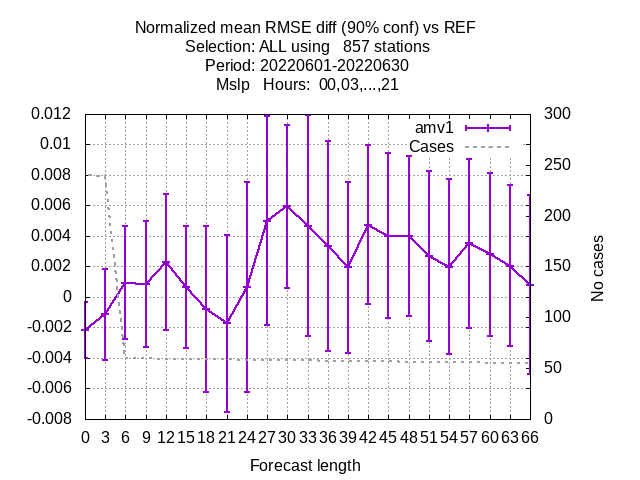 Normalized mean RMSE diff (90% conf) vs REF
Selection: ALL using   857 stations
Period: 20220601-20220630
Mslp   Hours:  00,03,...,21
0.012
0.01
0.008
0.006
0.004
0.002
0
-0.002
-0.004
-0.006
-0.008
amv1
Cases
300
250
200
150
100
50
0
No cases
0 3 6 9 12 15 18 21 24 27 30 33 36 39 42 45 48 51 54 57 60 63 66
Forecast length